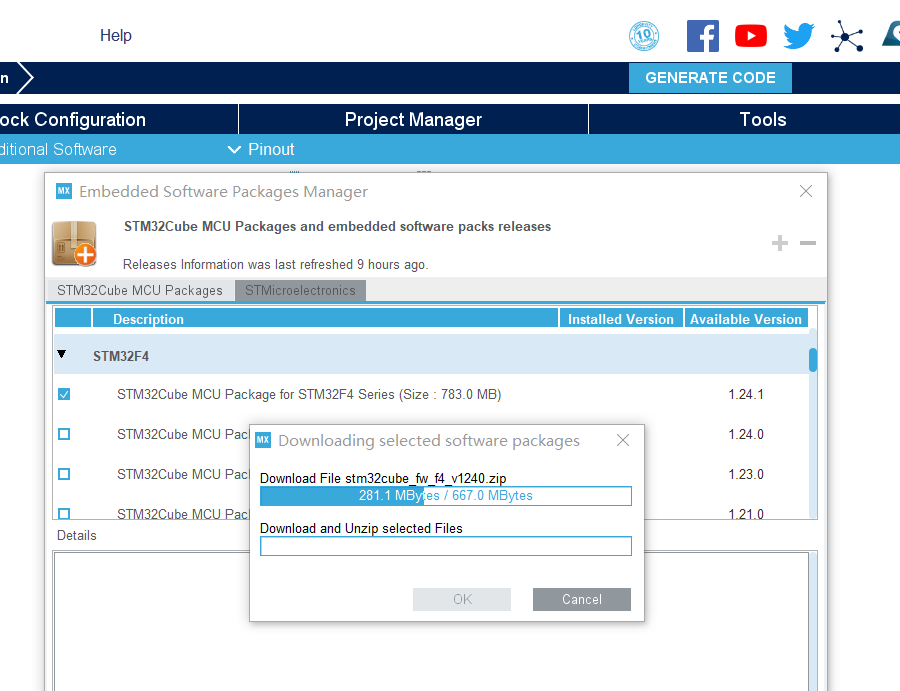 Help
10
n
GENERATE CODE
ock Configuration
Project Manager
Tools
ditional Software
Pinout
MX Embedded Software Packages Manager
STM32Cube MCU Packages and embedded software packs releases
Releases Information was last refreshed 9 hours ago.
STM32Cube MCU Packages STMicroelectronics
Description Installed Version Available Version
STM32F4
STM32Cube MCU Package for STM32F4 Series (Size : 783.0 MB) 1.24.1
STM32Cube MCU Pac 1.24.0
STM32Cube MCU Pac 1.23.0
STM32Cube MCU Pac 1.21.0
MX Downloading selected software packages
Download File stm32cube_fw_f4_v1240.zip
281.1 MBytes / 667.0 MBytes
Download and Unzip selected Files
OK Cancel
Details